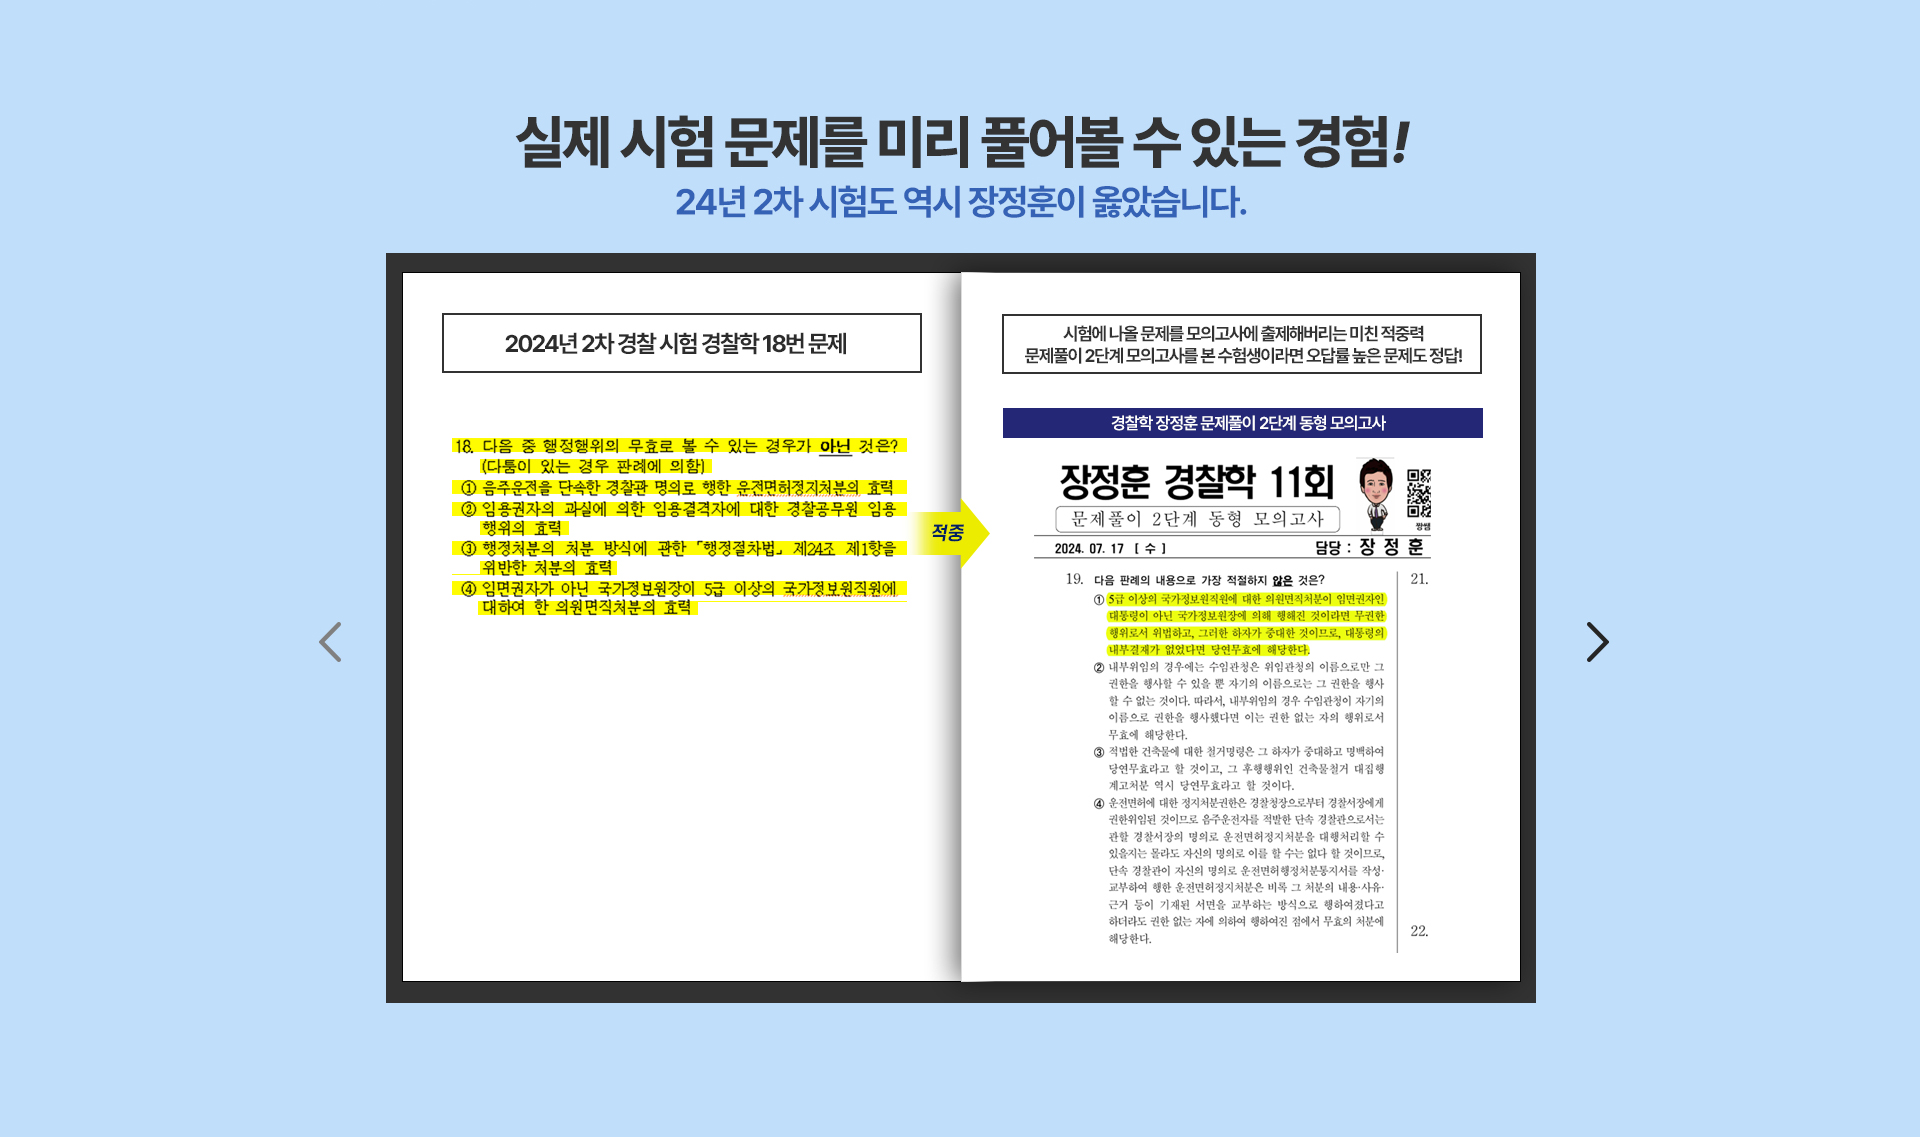 실제 시험 문제를 미리 풀어볼 수 있는 경험!
24년 2차 시험도 역시 장정훈이 옳았습니다.
2024년 2차 경찰 시험 경찰학 18번 문제
18. 다음 중 행정행위의 무효로 볼 수 있는 경우가 아닌 것은?
(다툼이 있는 경우 판례에 의함)
① 음주운전을 단속한 경찰관 명의로 행한 운전면허정지처분의 효력
② 임용권자의 과실에 의한 임용결격자에 대한 경찰공무원 임용
행위의 효력
③ 행정처분의 처분 방식에 관한 「행정절차법」 제24조 제1항을
위반한 처분의 효력
④ 임면권자가 아닌 국가정보원장이 5급 이상의 국가정보원직원에
대하여 한 의원면직처분의 효력
적중
시험에 나올 문제를 모의고사에 출제해버리는 미친 적중력
문제풀이 2단계 모의고사를 본 수험생이라면 오답률 높은 문제도 정답!
경찰학 장정훈 문제풀이 2단계 동형 모의고사
장정훈 경찰학 11회
문제풀이 2단계 동형 모의고사
짱쌤
2024. 07. 17 [ 수 ]
담당 : 장 정 훈
19. 다음 판례의 내용으로 가장 적절하지 않은 것은?
① 5급 이상의 국가정보원직원에 대한 의원면직처분이 임면권자인
대통령이 아닌 국가정보원장에 의해 행해진 것이라면 무권한
행위로서 위법하고, 그러한 하자가 중대한 것이므로, 대통령의
내부결재가 없었다면 당연무효에 해당한다.
② 내부위임의 경우에는 수임관청은 위임관청의 이름으로만 그
권한을 행사할 수 있을 뿐 자기의 이름으로는 그 권한을 행사
할 수 없는 것이다. 따라서, 내부위임의 경우 수임관청이 자기의
이름으로 권한을 행사했다면 이는 권한 없는 자의 행위로서
무효에 해당한다.
③ 적법한 건축물에 대한 철거명령은 그 하자가 중대하고 명백하여
당연무효라고 할 것이고, 그 후행행위인 건축물철거 대집행
계고처분 역시 당연무효라고 할 것이다.
④ 운전면허에 대한 정지처분권한은 경찰청장으로부터 경찰서장에게
권한위임된 것이므로 음주운전자를 적발한 단속 경찰관으로서는
관할 경찰서장의 명의로 운전면허정지처분을 대행처리할 수
있을지는 몰라도 자신의 명의로 이를 할 수는 없다 할 것이므로,
단속 경찰관이 자신의 명의로 운전면허행정처분통지서를 작성·
교부하여 행한 운전면허정지처분은 비록 그 처분의 내용·사유·
근거 등이 기재된 서면을 교부하는 방식으로 행하여졌다고
하더라도 권한 없는 자에 의하여 행하여진 점에서 무효의 처분에
해당한다.
21.
22.